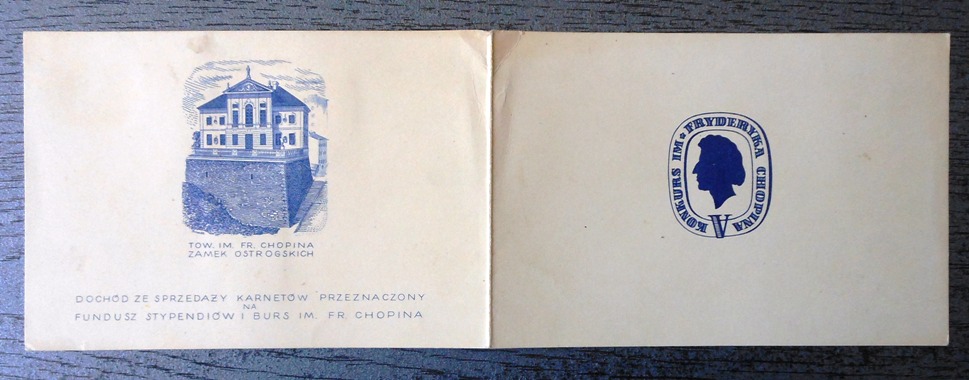 TOW. IM. FR. CHOPINA
ZAMEK OSTROGSKICH
DOCHÓD ZE SPRZEDAŻY KARNETÓW PRZEZNACZONY
NA
FUNDUSZ STYPENDIÓW I BURS IM. FR. CHOPINA
KONKURS IM ★ FRYDERYKA CHOPINA
V